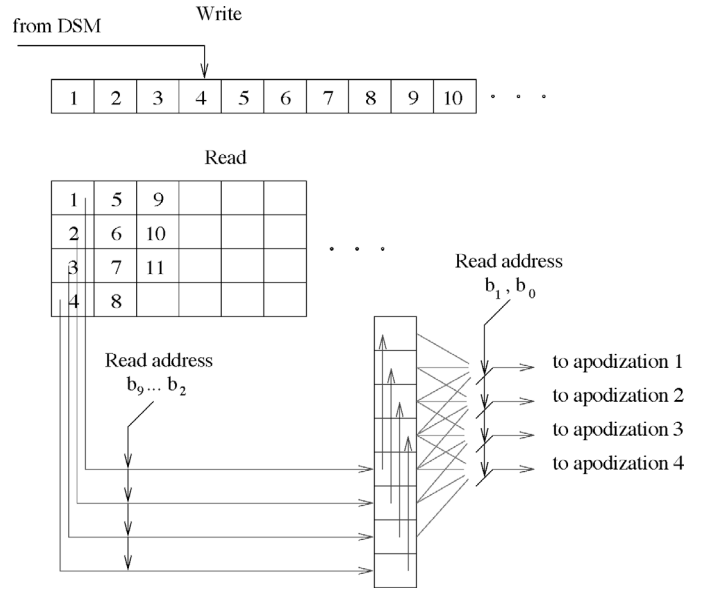 Write
from DSM
1 2 3 4 5 6 7 8 9 10 . . .
Read
1 5 9
2 6 10
3 7 11
4 8
. . .
Read address
b1 , b0
Read address
b9 ... b2
to apodization 1
to apodization 2
to apodization 3
to apodization 4